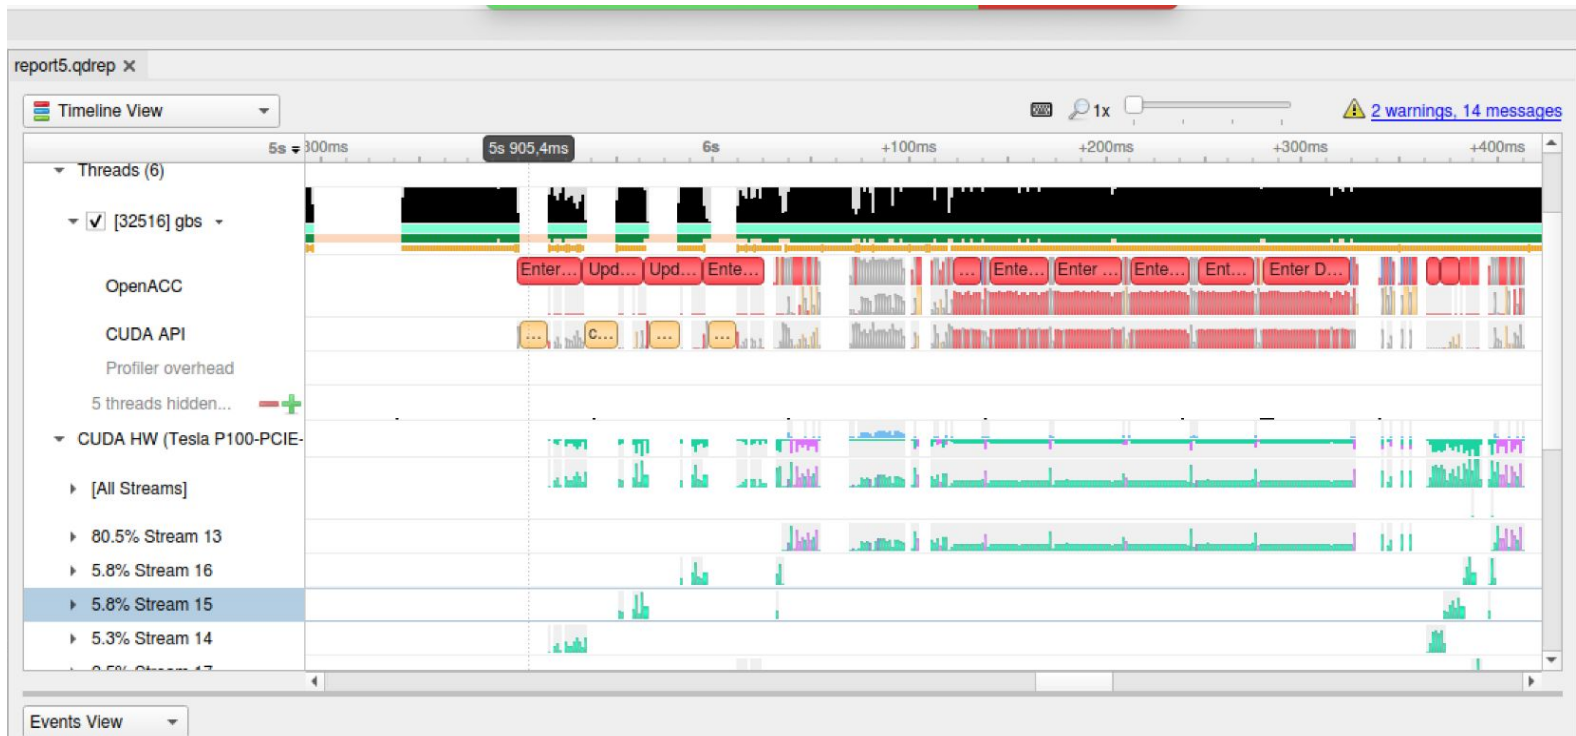 report5.qdrep
Timeline View
1x
2 warnings, 14 messages
5s
300ms
5s 905,4ms
6s
+100ms
+200ms
+300ms
+400ms
Threads (6)
[32516] gbs
OpenACC
Enter...
Upd...
Upd...
Ente...
...
Ente...
Enter ...
Ente...
Ent...
Enter D...
CUDA API
...
c...
...
...
Profiler overhead
5 threads hidden...
CUDA HW (Tesla P100-PCIE-
[All Streams]
80.5% Stream 13
5.8% Stream 16
5.8% Stream 15
5.3% Stream 14
Events View